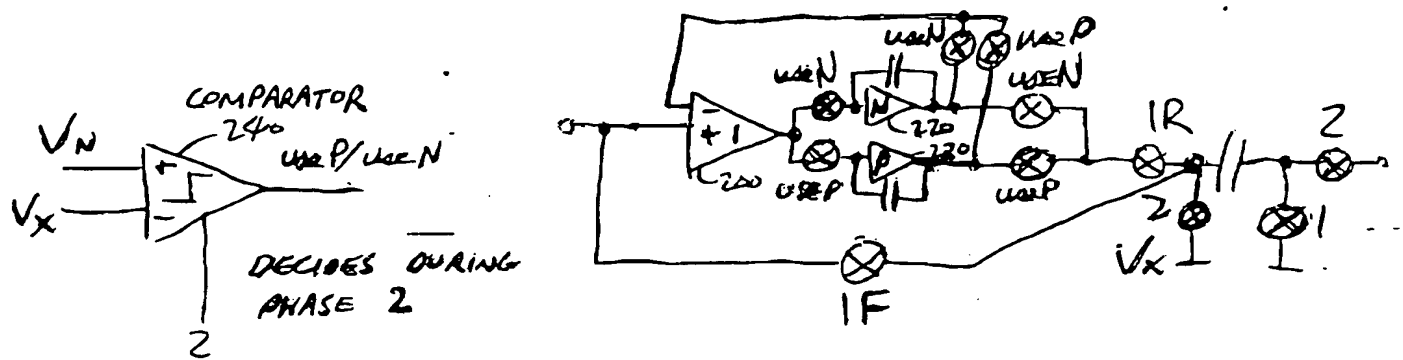 COMPARATOR
240
VN
+
useP/useN
VX
-
2
DECIDES DURING
PHASE 2
useN
useP
useN
N
220
useN
-
+ 1
200
useP
P
230
useP
1R
2
2
VX
1
1F